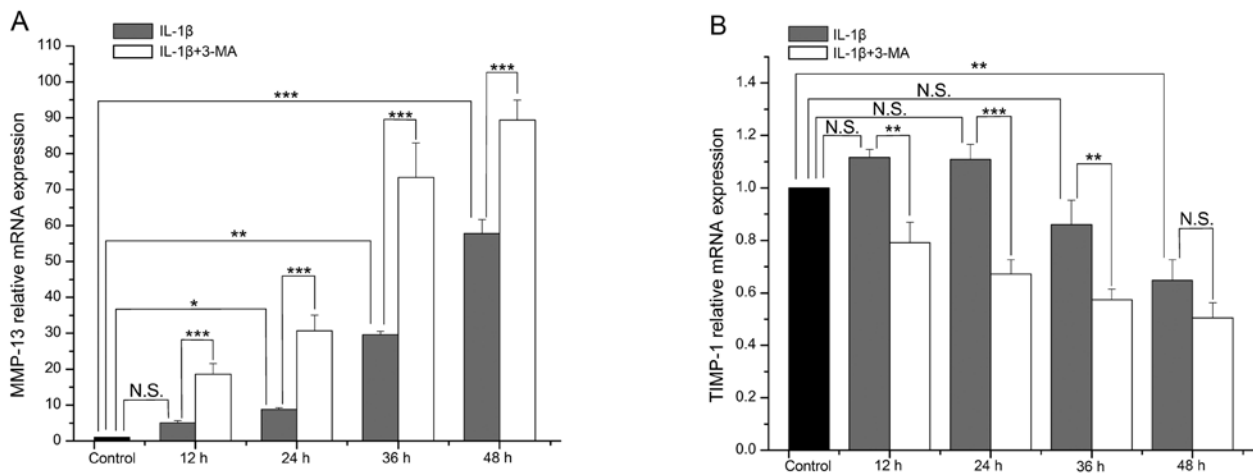 A
IL-1β
IL-1β+3-MA
MMP-13 relative mRNA expression
110
100
90
80
70
60
50
40
30
20
10
0
***
***
***
**
***
*
***
N.S.
Control
12 h
24 h
36 h
48 h
B
IL-1β
IL-1β+3-MA
TIMP-1 relative mRNA expression
1.4
1.2
1.0
0.8
0.6
0.4
0.2
0.0
**
N.S.
N.S.
***
N.S.
**
**
N.S.
Control
12 h
24 h
36 h
48 h